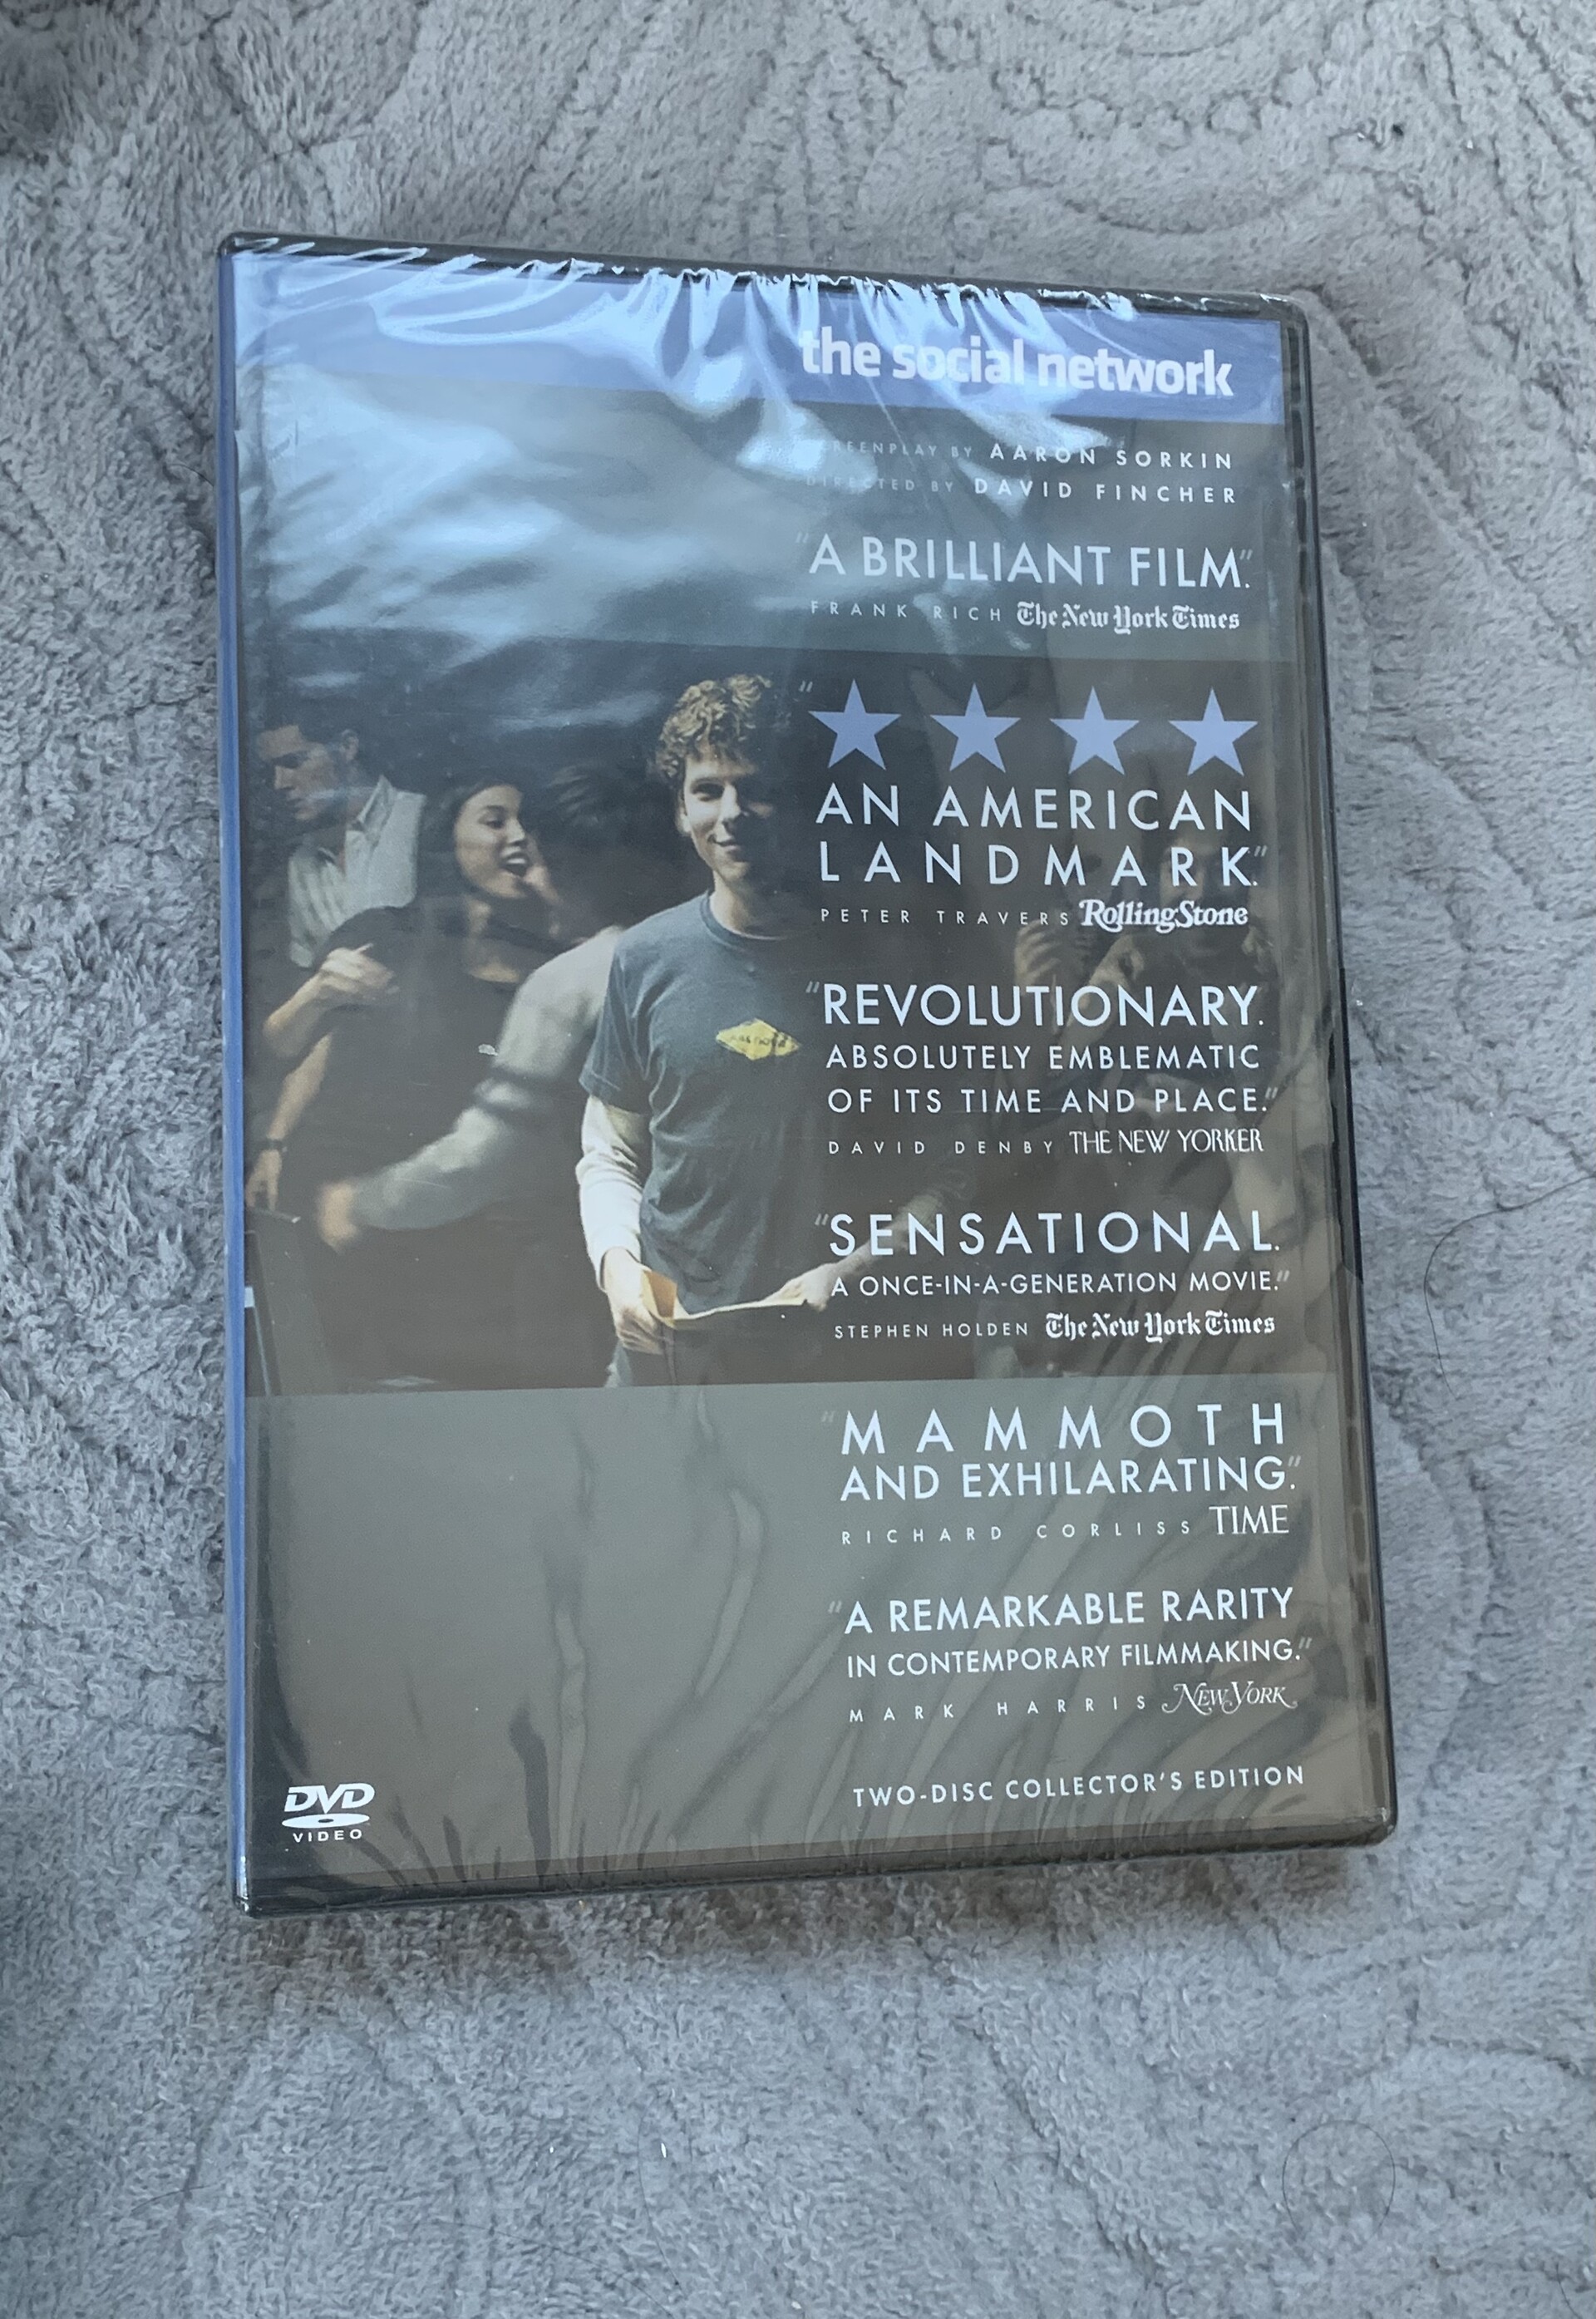 the social network
SCREENPLAY BY AARON SORKIN
DIRECTED BY DAVID FINCHER
"A BRILLIANT FILM."
FRANK RICH The New York Times
"★ ★ ★ ★
AN AMERICAN
LANDMARK."
PETER TRAVERS RollingStone
"REVOLUTIONARY.
ABSOLUTELY EMBLEMATIC
OF ITS TIME AND PLACE."
DAVID DENBY THE NEW YORKER
"SENSATIONAL.
A ONCE-IN-A-GENERATION MOVIE."
STEPHEN HOLDEN The New York Times
"MAMMOTH
AND EXHILARATING."
RICHARD CORLISS TIME
"A REMARKABLE RARITY
IN CONTEMPORARY FILMMAKING."
MARK HARRIS NEW YORK
TWO-DISC COLLECTOR'S EDITION
DVD
VIDEO